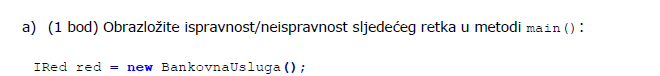 a) (1 bod) Obrazložite ispravnost/neispravnost sljedećeg retka u metodi main():
IRed red = new BankovnaUsluga();